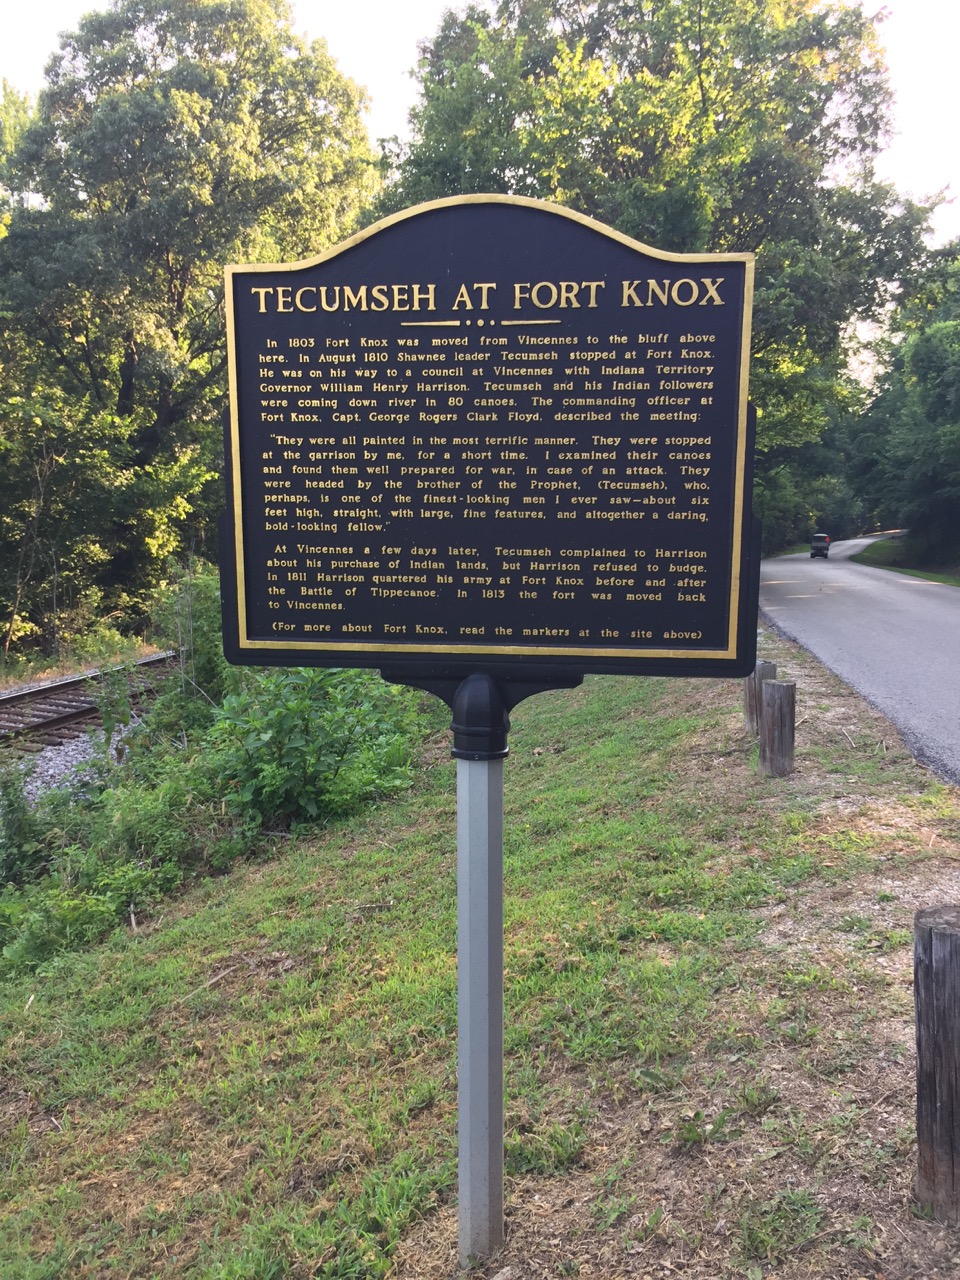 TECUMSEH AT FORT KNOX
In 1803 Fort Knox was moved from Vincennes to the bluff above
here. In August 1810 Shawnee leader Tecumseh stopped at Fort Knox.
He was on his way to a council at Vincennes with Indiana Territory
Governor William Henry Harrison. Tecumseh and his Indian followers
were coming down river in 80 canoes. The commanding officer at
Fort Knox, Capt. George Rogers Clark Floyd, described the meeting:
"They were all painted in the most terrific manner. They were stopped
at the garrison by me, for a short time. I examined their canoes
and found them well prepared for war, in case of an attack. They
were headed by the brother of the Prophet, (Tecumseh), who,
perhaps, is one of the finest-looking men I ever saw—about six
feet high, straight, with large, fine features, and altogether a daring,
bold-looking fellow."
At Vincennes a few days later, Tecumseh complained to Harrison
about his purchase of Indian lands, but Harrison refused to budge.
In 1811 Harrison quartered his army at Fort Knox before and after
the Battle of Tippecanoe. In 1813 the fort was moved back
to Vincennes.
(For more about Fort Knox, read the markers at the site above)